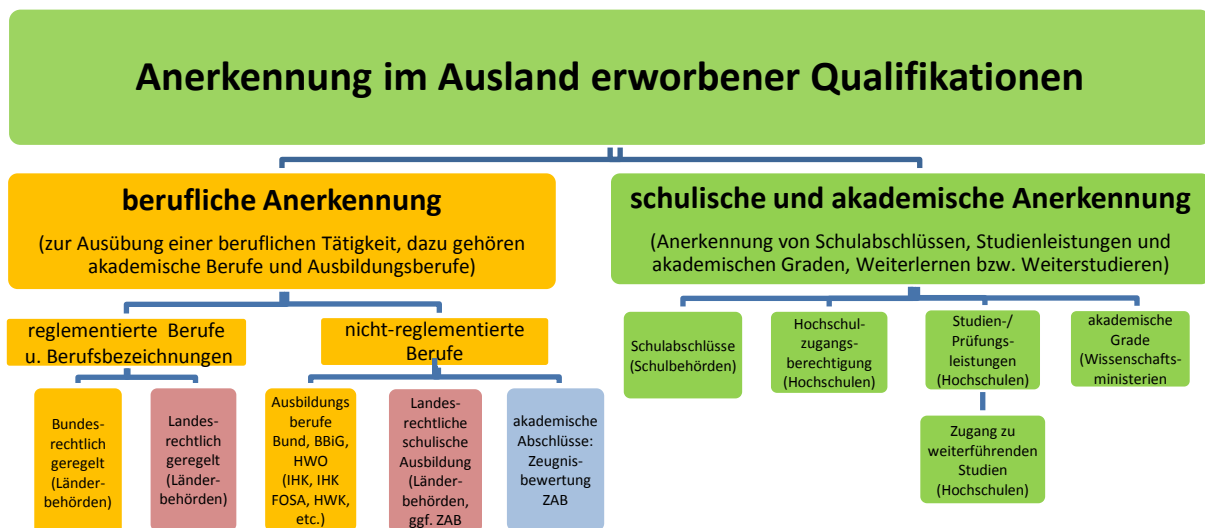 Anerkennung im Ausland erworbener Qualifikationen
berufliche Anerkennung
(zur Ausübung einer beruflichen Tätigkeit, dazu gehören
akademische Berufe und Ausbildungsberufe)
schulische und akademische Anerkennung
(Anerkennung von Schulabschlüssen, Studienleistungen und
akademischen Graden, Weiterlernen bzw. Weiterstudieren)
reglementierte Berufe
u. Berufsbezeichnungen
nicht-reglementierte
Berufe
Schulabschlüsse
(Schulbehörden)
Hochschul-
zugangs-
berechtigung
(Hochschulen)
Studien-/
Prüfungs-
leistungen
(Hochschulen)
akademische
Grade
(Wissenschafts-
ministerien
Bundes-
rechtlich
geregelt
(Länder-
behörden)
Landes-
rechtlich
geregelt
(Länder-
behörden)
Ausbildungs
berufe
Bund, BBiG,
HWO
(IHK, IHK
FOSA, HWK,
etc.)
Landes-
rechtliche
schulische
Ausbildung
(Länder-
behörden,
ggf. ZAB
akademische
Abschlüsse:
Zeugnis-
bewertung
ZAB
Zugang zu
weiterführenden
Studien
(Hochschulen)